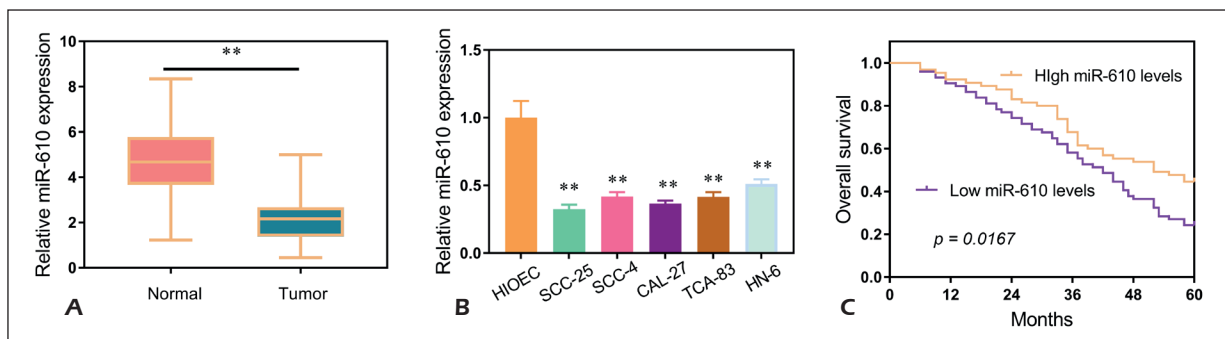 Relative miR-610 expression
10
8
6
4
2
0
**
Normal
Tumor
A
Relative miR-610 expression
1.5
1.0
0.5
0.0
**
**
**
**
**
HIOEC
SCC-25
SCC-4
CAL-27
TCA-83
HN-6
B
Overall survival
1.0
0.8
0.6
0.4
0.2
0.0
HIgh miR-610 levels
Low miR-610 levels
p = 0.0167
0
12
24
36
48
60
Months
C